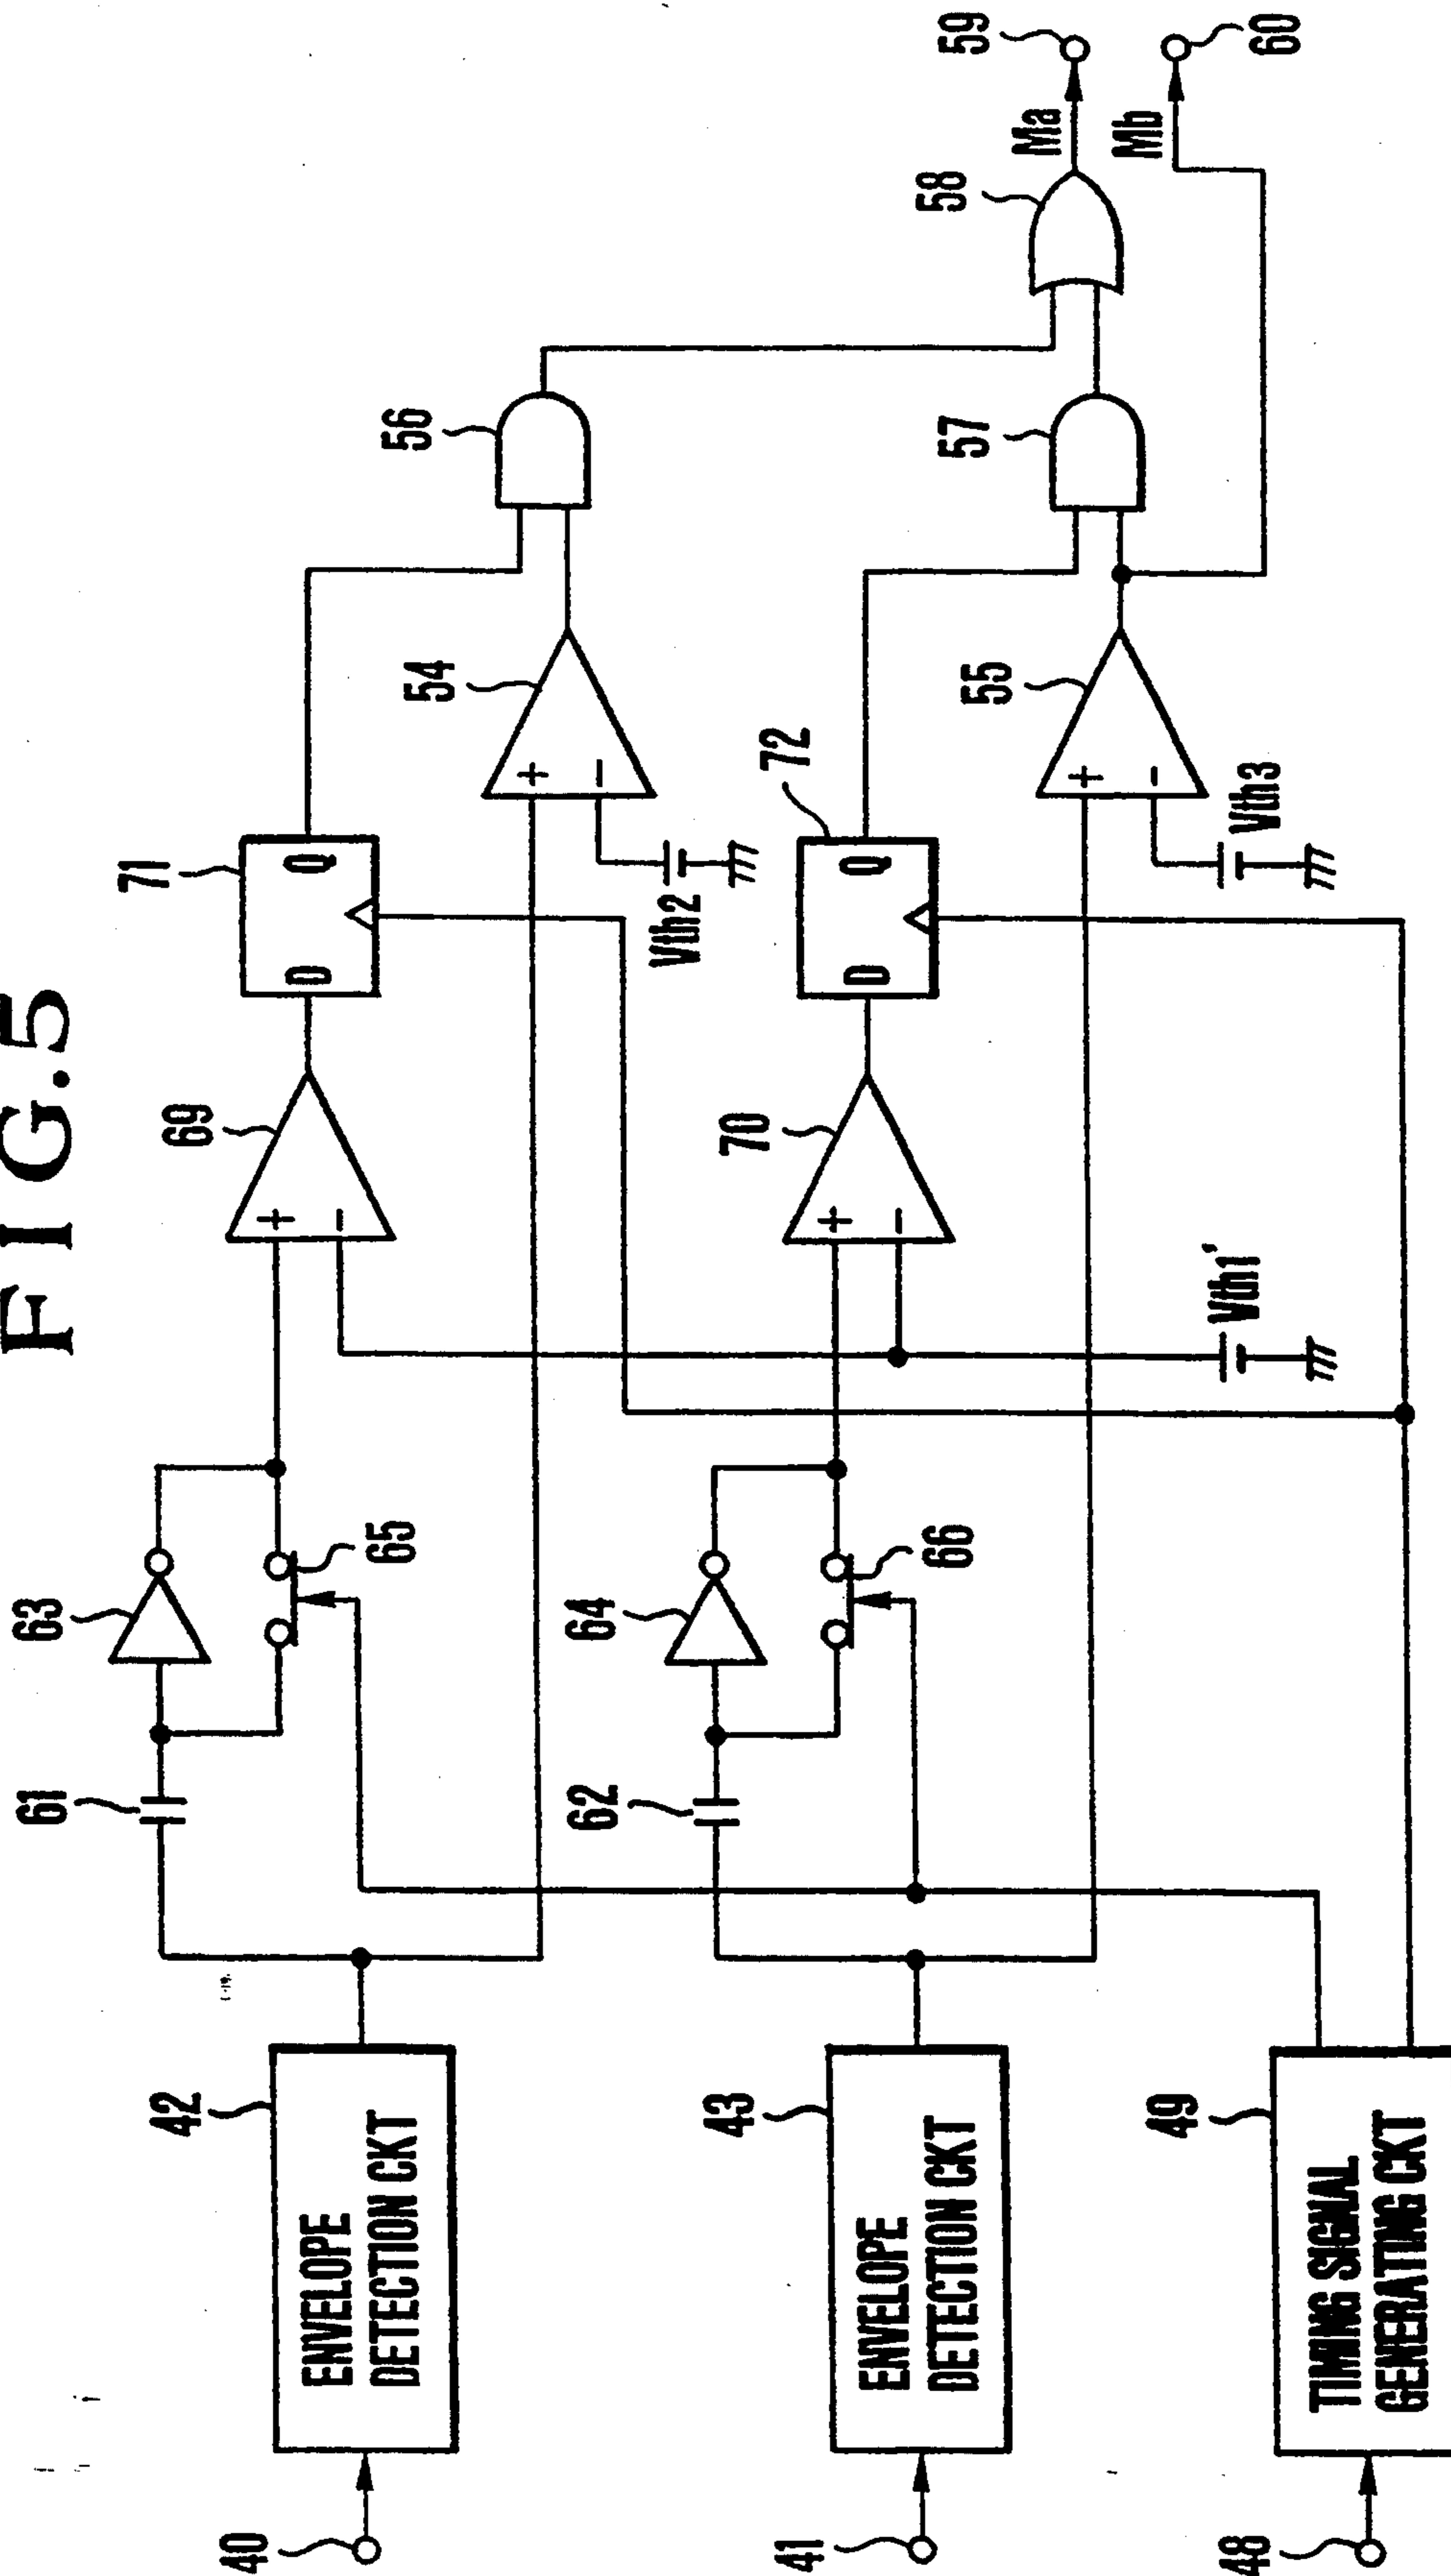 FIG.5
40
42
ENVELOPE
DETECTION CKT
61
63
65
69
+
-
71
D
Q
54
+
-
Vth2
56
41
43
ENVELOPE
DETECTION CKT
62
64
66
70
+
-
Vth1'
72
D
Q
55
+
-
Vth3
57
58
Ma
59
Mb
60
48
49
TIMING SIGNAL
GENERATING CKT